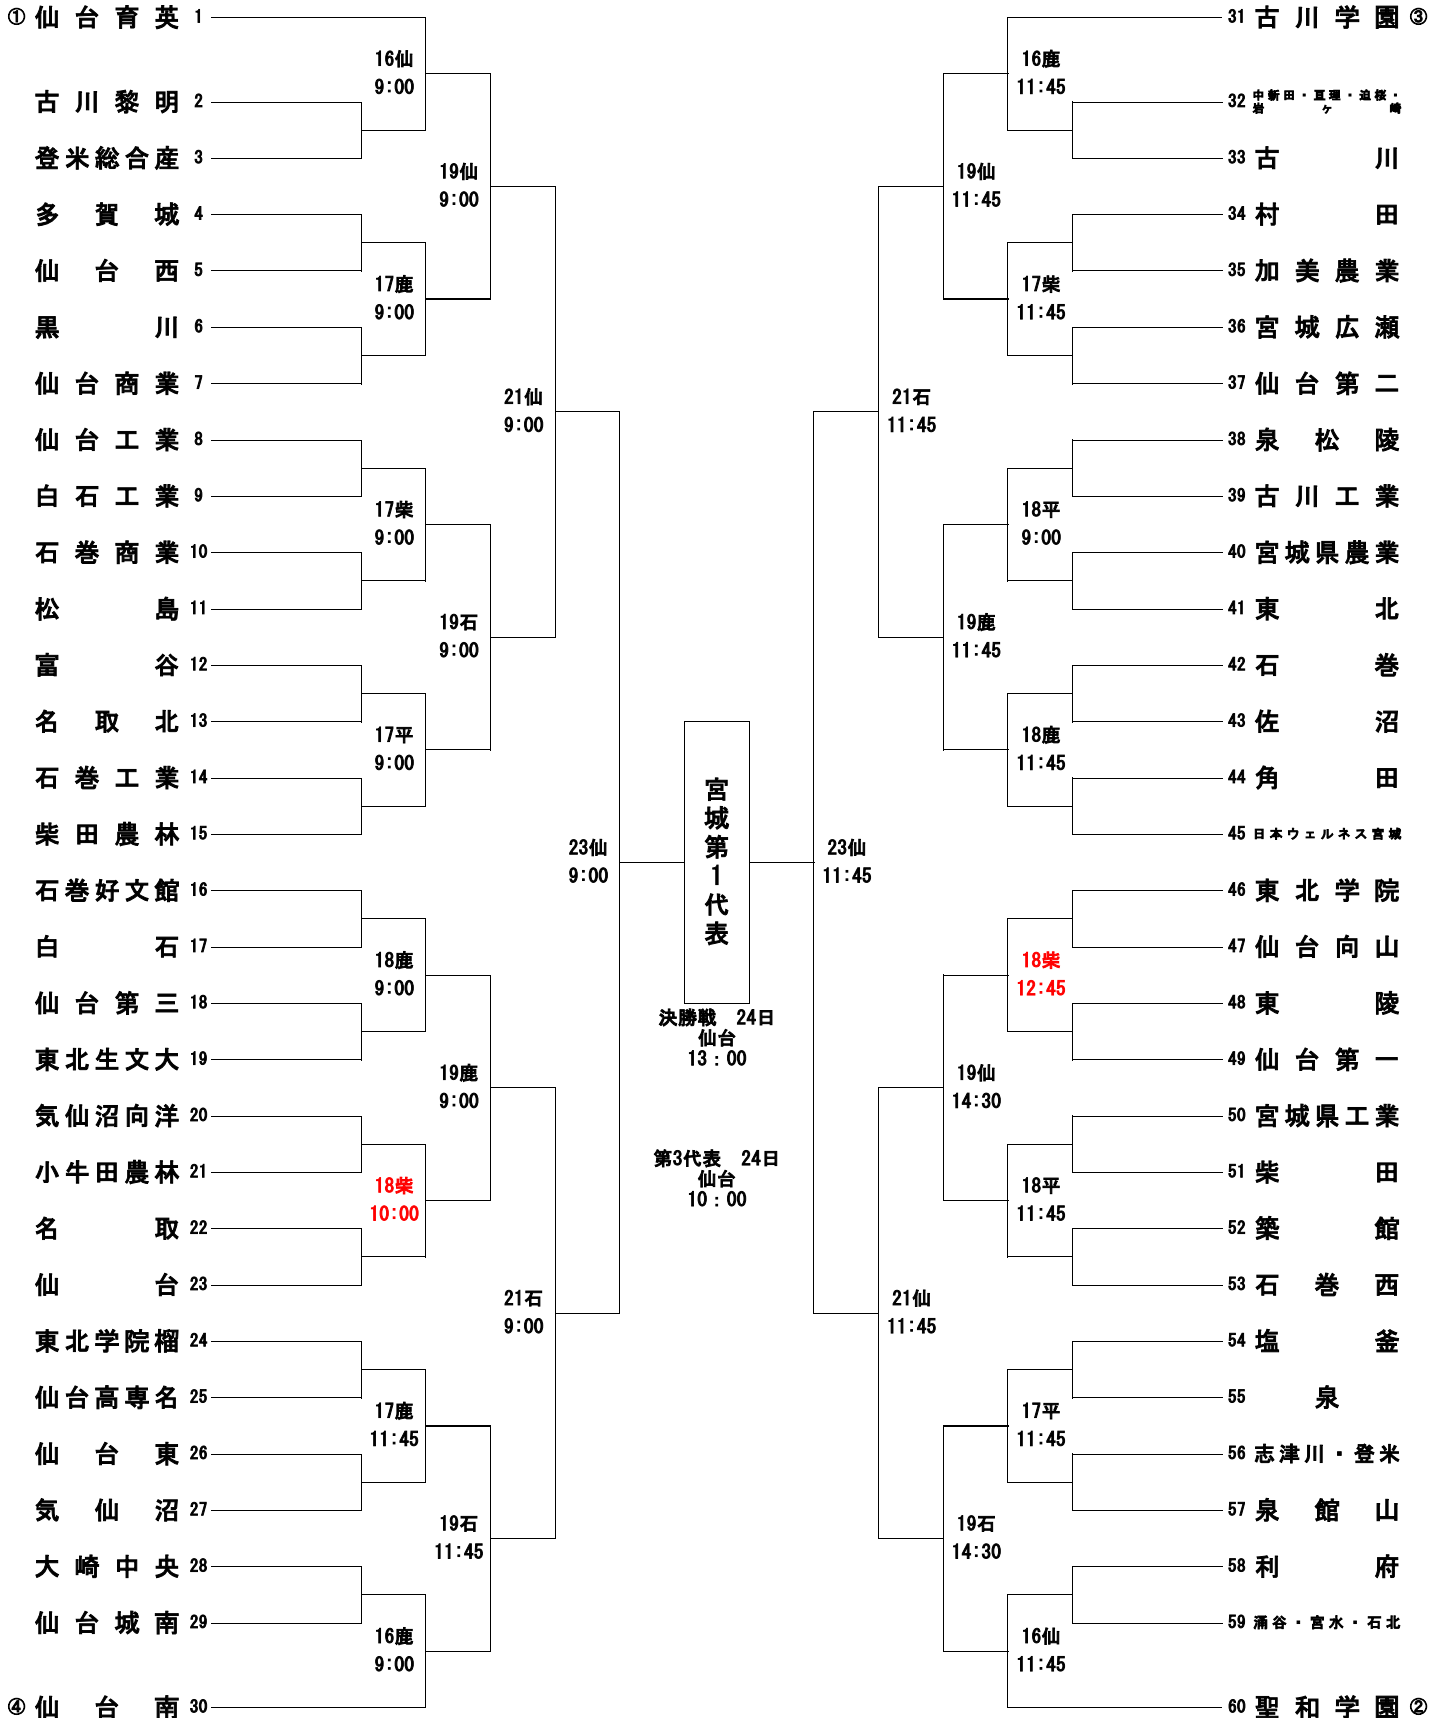 ① 仙台育英 1
古川黎明 2
登米総合産 3
多賀城 4
仙台西 5
黒川 6
仙台商業 7
仙台工業 8
白石工業 9
石巻商業 10
松島 11
富谷 12
名取北 13
石巻工業 14
柴田農林 15
石巻好文館 16
白石 17
仙台第三 18
東北生文大 19
気仙沼向洋 20
小牛田農林 21
名取 22
仙台 23
東北学院榴 24
仙台高専名 25
仙台東 26
気仙沼 27
大崎中央 28
仙台城南 29
④ 仙台南 30
16仙
9:00
17鹿
9:00
17柴
9:00
17平
9:00
18鹿
9:00
18柴
10:00
17鹿
11:45
16鹿
9:00
19仙
9:00
19石
9:00
19鹿
9:00
19石
11:45
21仙
9:00
21石
9:00
23仙
9:00
宮城第1代表
決勝戦 24日
仙台
13：00
第3代表 24日
仙台
10：00
23仙
11:45
21石
11:45
21仙
11:45
19仙
11:45
19鹿
11:45
19仙
14:30
19石
14:30
16鹿
11:45
17柴
11:45
18平
9:00
18鹿
11:45
18柴
12:45
18平
11:45
17平
11:45
16仙
11:45
31 古川学園 ③
32 中新田・亘理・迫桜・
岩ヶ崎
33 古川
34 村田
35 加美農業
36 宮城広瀬
37 仙台第二
38 泉松陵
39 古川工業
40 宮城県農業
41 東北
42 石巻
43 佐沼
44 角田
45 日本ウェルネス宮城
46 東北学院
47 仙台向山
48 東陵
49 仙台第一
50 宮城県工業
51 柴田
52 築館
53 石巻西
54 塩釜
55 泉
56 志津川・登米
57 泉館山
58 利府
59 涌谷・宮水・石北
60 聖和学園 ②